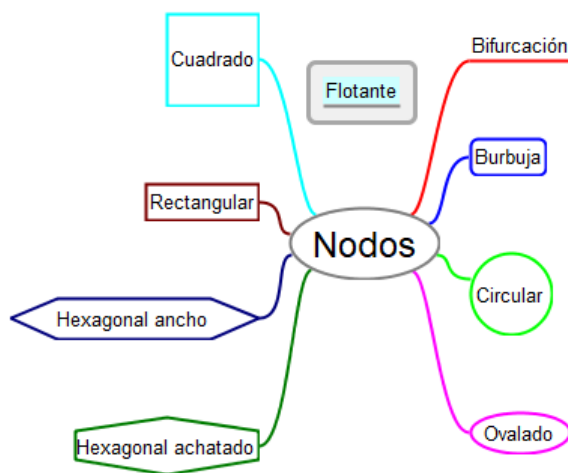 Cuadrado
Flotante
Bifurcación
Burbuja
Rectangular
Nodos
Circular
Hexagonal ancho
Ovalado
Hexagonal achatado